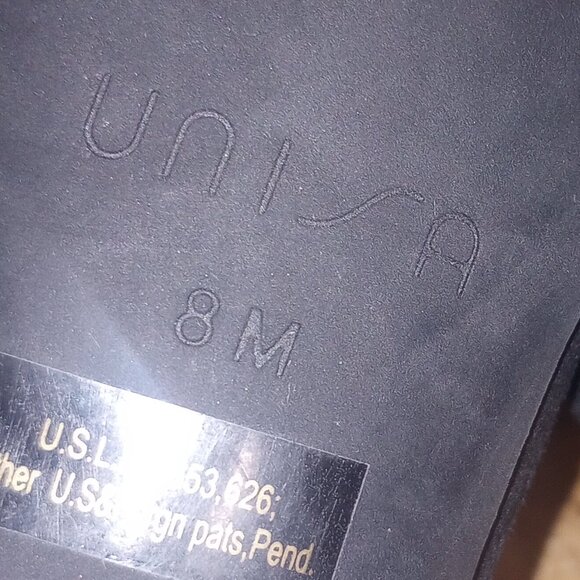 UNISA
8M
U.S.L. 53,626;
ther U.S& gn pats,Pend.